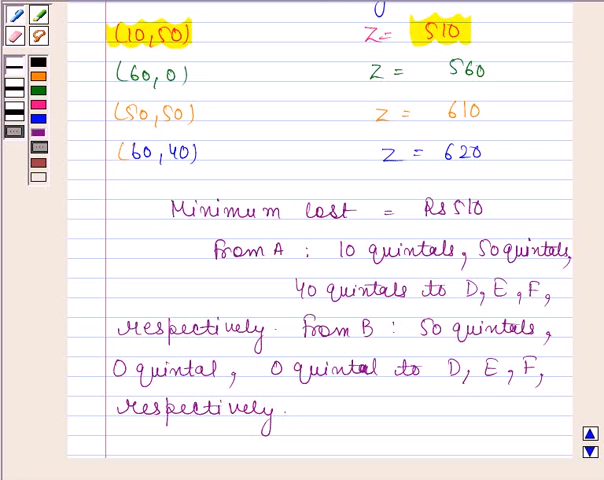 (10,50) Z = 510
(60,0) Z = 560
(50,50) Z = 610
(60,40) Z = 620
Minimum cost = Rs 510
From A : 10 quintals, 50 quintals,
40 quintals to D, E, F,
respectively. From B : 50 quintals,
0 quintal, 0 quintal to D, E, F,
respectively.